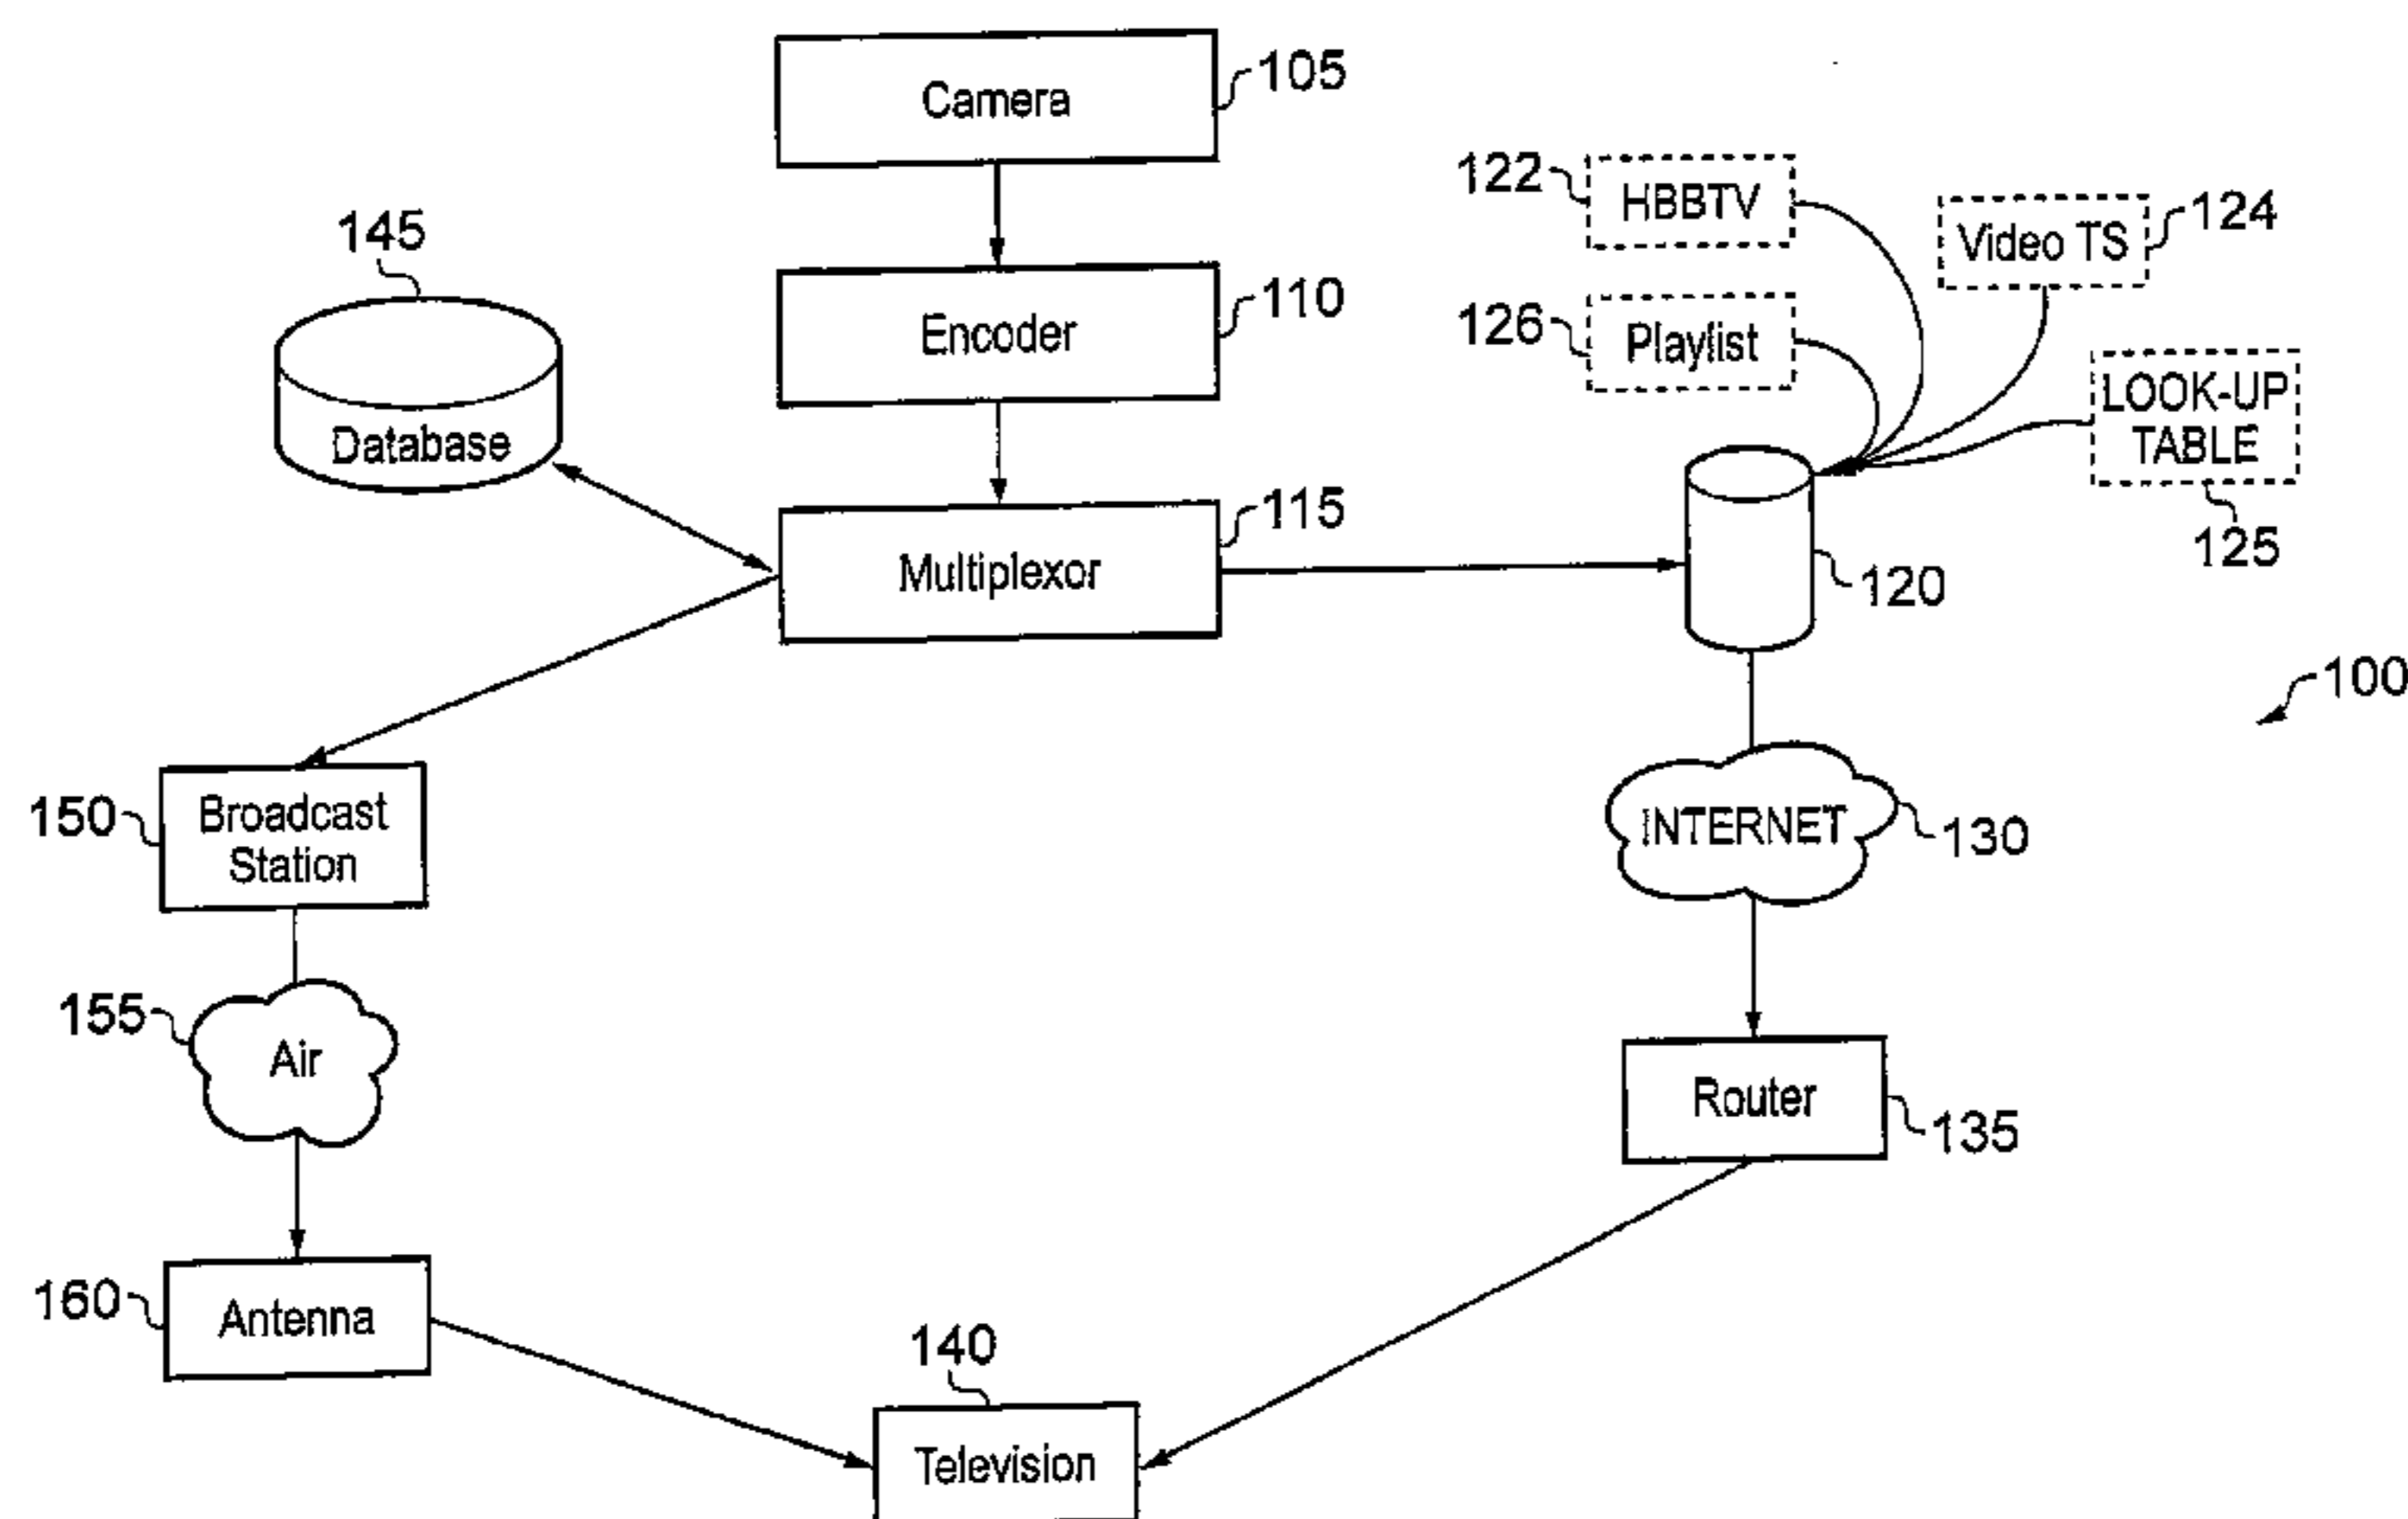 Camera
105
122
HBBTV
Video TS
124
145
Encoder
110
126
Playlist
LOOK-UP
TABLE
125
Database
Multiplexor
115
120
100
150
Broadcast
Station
INTERNET
130
155
Air
Router
135
160
Antenna
140
Television